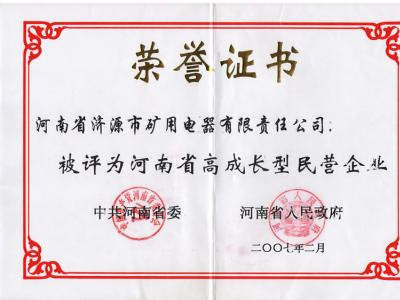 荣誉证书
河南省济源市矿用电器有限责任公司:
被评为河南省高成长型民营企业
中共河南省委 河南省人民政府
二〇〇七年二月